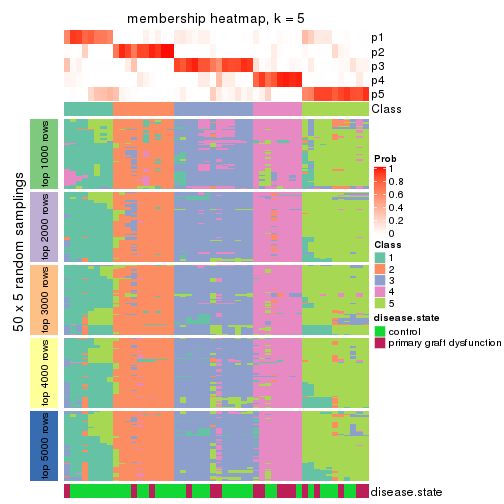 membership heatmap, k = 5
p1
p2
p3
p4
p5
Class
50 x 5 random samplings
top 1000 rows
top 2000 rows
top 3000 rows
top 4000 rows
top 5000 rows
Prob
1
0.8
0.6
0.4
0.2
0
Class
1
2
3
4
5
disease.state
control
primary graft dysfunction
disease.state